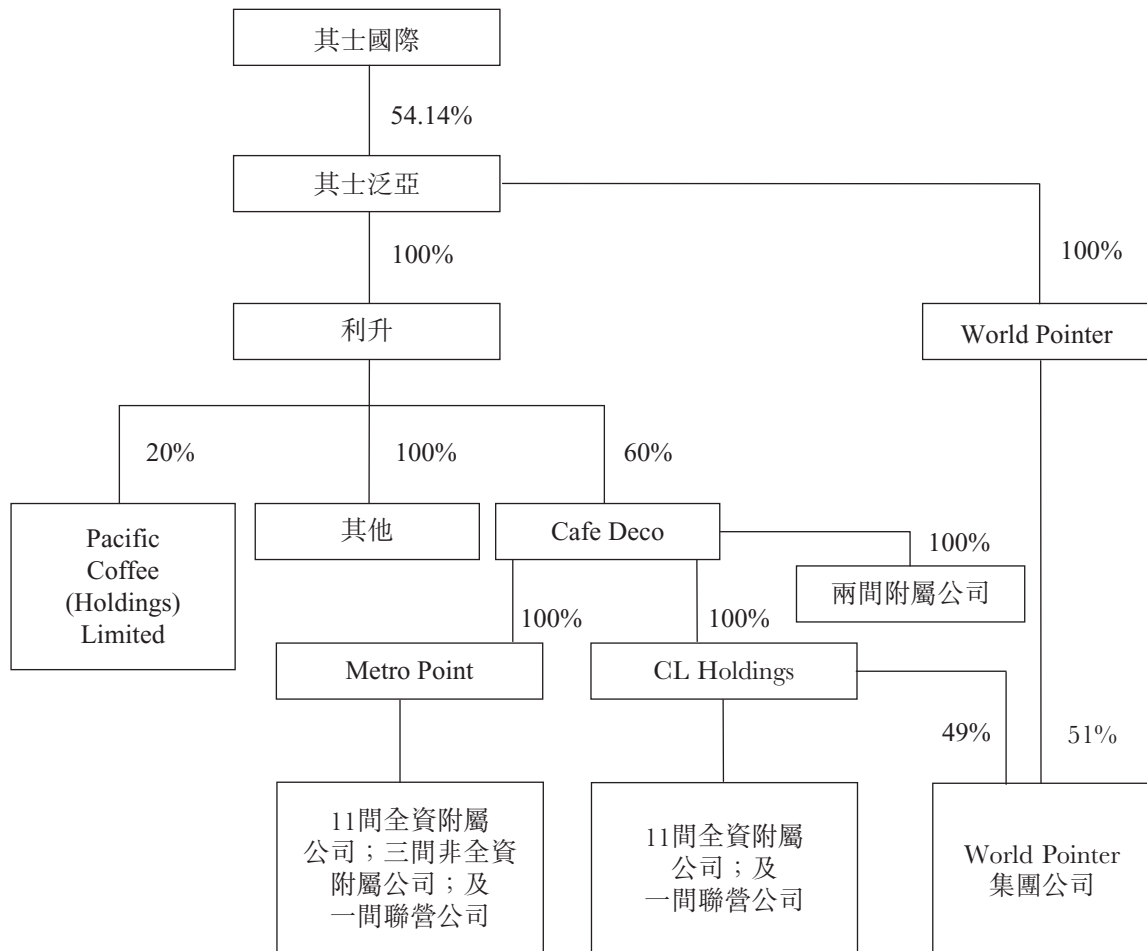 其士國際
54.14%
其士泛亞
100%
100%
利升
World Pointer
20%
100%
60%
Pacific
Coffee
(Holdings)
Limited
其他
Cafe Deco
100%
兩間附屬公司
100%
100%
Metro Point
CL Holdings
49%
51%
11間全資附屬
公司；三間非全資
附屬公司；及
一間聯營公司
11間全資附屬
公司；及
一間聯營公司
World Pointer
集團公司